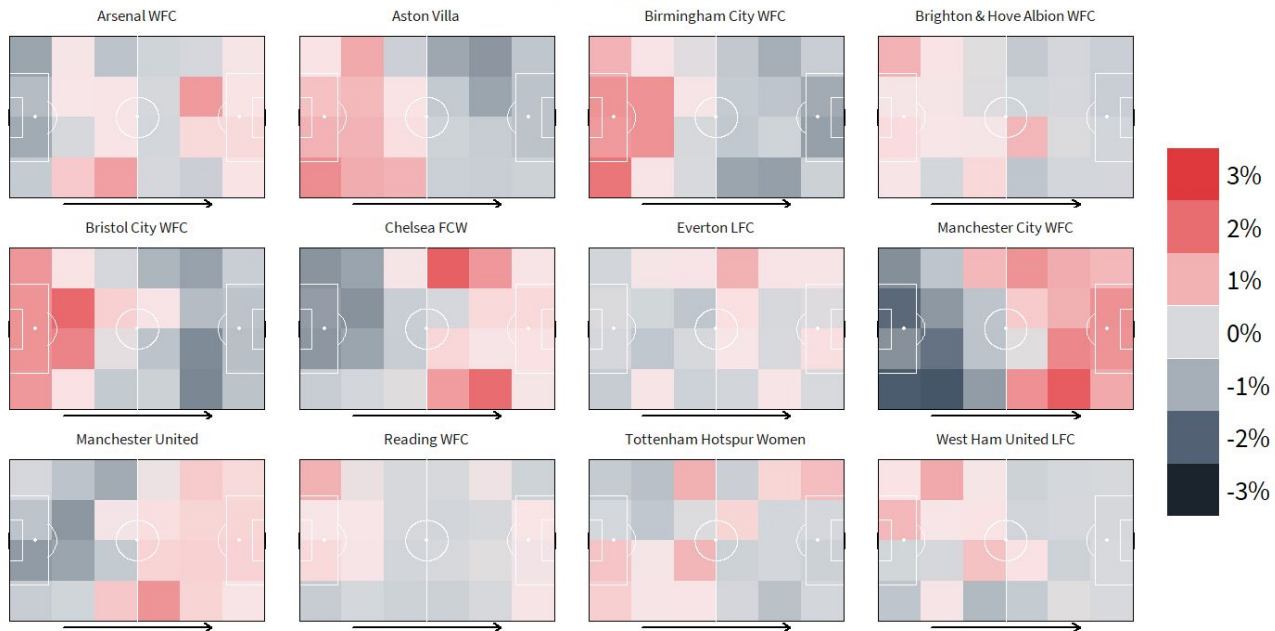 Arsenal WFC
Aston Villa
Birmingham City WFC
Brighton & Hove Albion WFC
Bristol City WFC
Chelsea FCW
Everton LFC
Manchester City WFC
Manchester United
Reading WFC
Tottenham Hotspur Women
West Ham United LFC
3%
2%
1%
0%
-1%
-2%
-3%